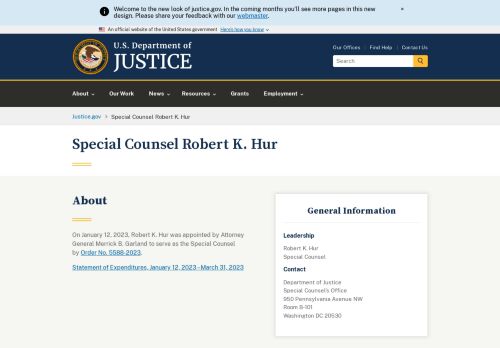 Welcome to the new look of justice.gov. In the coming months you'll see more pages in this new
design. Please share your feedback with our webmaster.
×
An official website of the United States government Here's how you know
U.S. Department of
JUSTICE
Our Offices | Find Help | Contact Us
Search
About Our Work News Resources Grants Employment
Justice.gov > Special Counsel Robert K. Hur
Special Counsel Robert K. Hur
About
On January 12, 2023, Robert K. Hur was appointed by Attorney
General Merrick B. Garland to serve as the Special Counsel
by Order No. 5588-2023.
Statement of Expenditures, January 12, 2023–March 31, 2023
General Information
Leadership
Robert K. Hur
Special Counsel
Contact
Department of Justice
Special Counsel's Office
950 Pennsylvania Avenue NW
Room B-101
Washington DC 20530